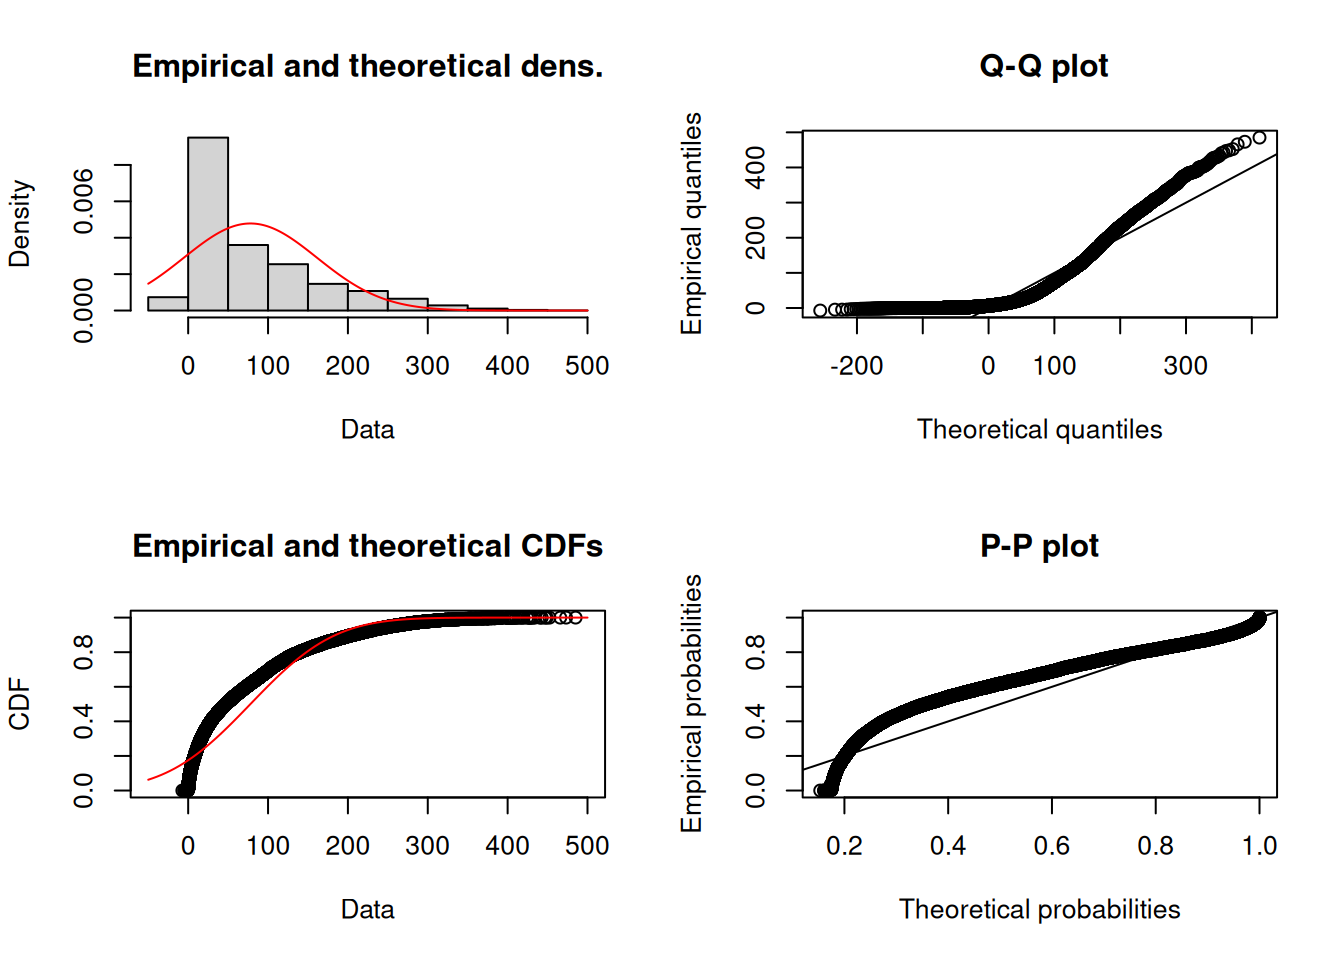 Empirical and theoretical dens.
Density
0.000 0.006
0 100 200 300 400 500
Data
Q-Q plot
Empirical quantiles
0 200 400
-200 0 100 300
Theoretical quantiles
Empirical and theoretical CDFs
CDF
0.0 0.4 0.8
0 100 200 300 400 500
Data
P-P plot
Empirical probabilities
0.0 0.4 0.8
0.2 0.4 0.6 0.8 1.0
Theoretical probabilities